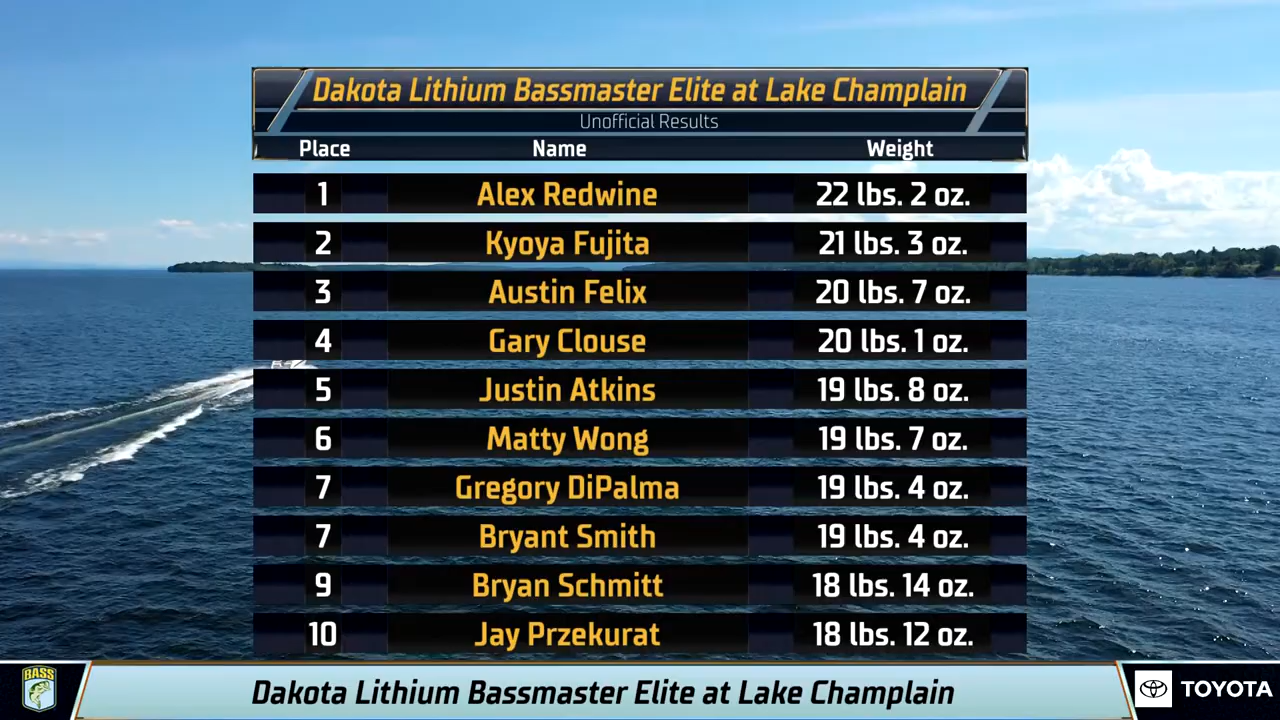 Dakota Lithium Bassmaster Elite at Lake Champlain
Unofficial Results
Place Name Weight
1 Alex Redwine 22 lbs. 2 oz.
2 Kyoya Fujita 21 lbs. 3 oz.
3 Austin Felix 20 lbs. 7 oz.
4 Gary Clouse 20 lbs. 1 oz.
5 Justin Atkins 19 lbs. 8 oz.
6 Matty Wong 19 lbs. 7 oz.
7 Gregory DiPalma 19 lbs. 4 oz.
7 Bryant Smith 19 lbs. 4 oz.
9 Bryan Schmitt 18 lbs. 14 oz.
10 Jay Przekurat 18 lbs. 12 oz.
BASS
Dakota Lithium Bassmaster Elite at Lake Champlain
TOYOTA